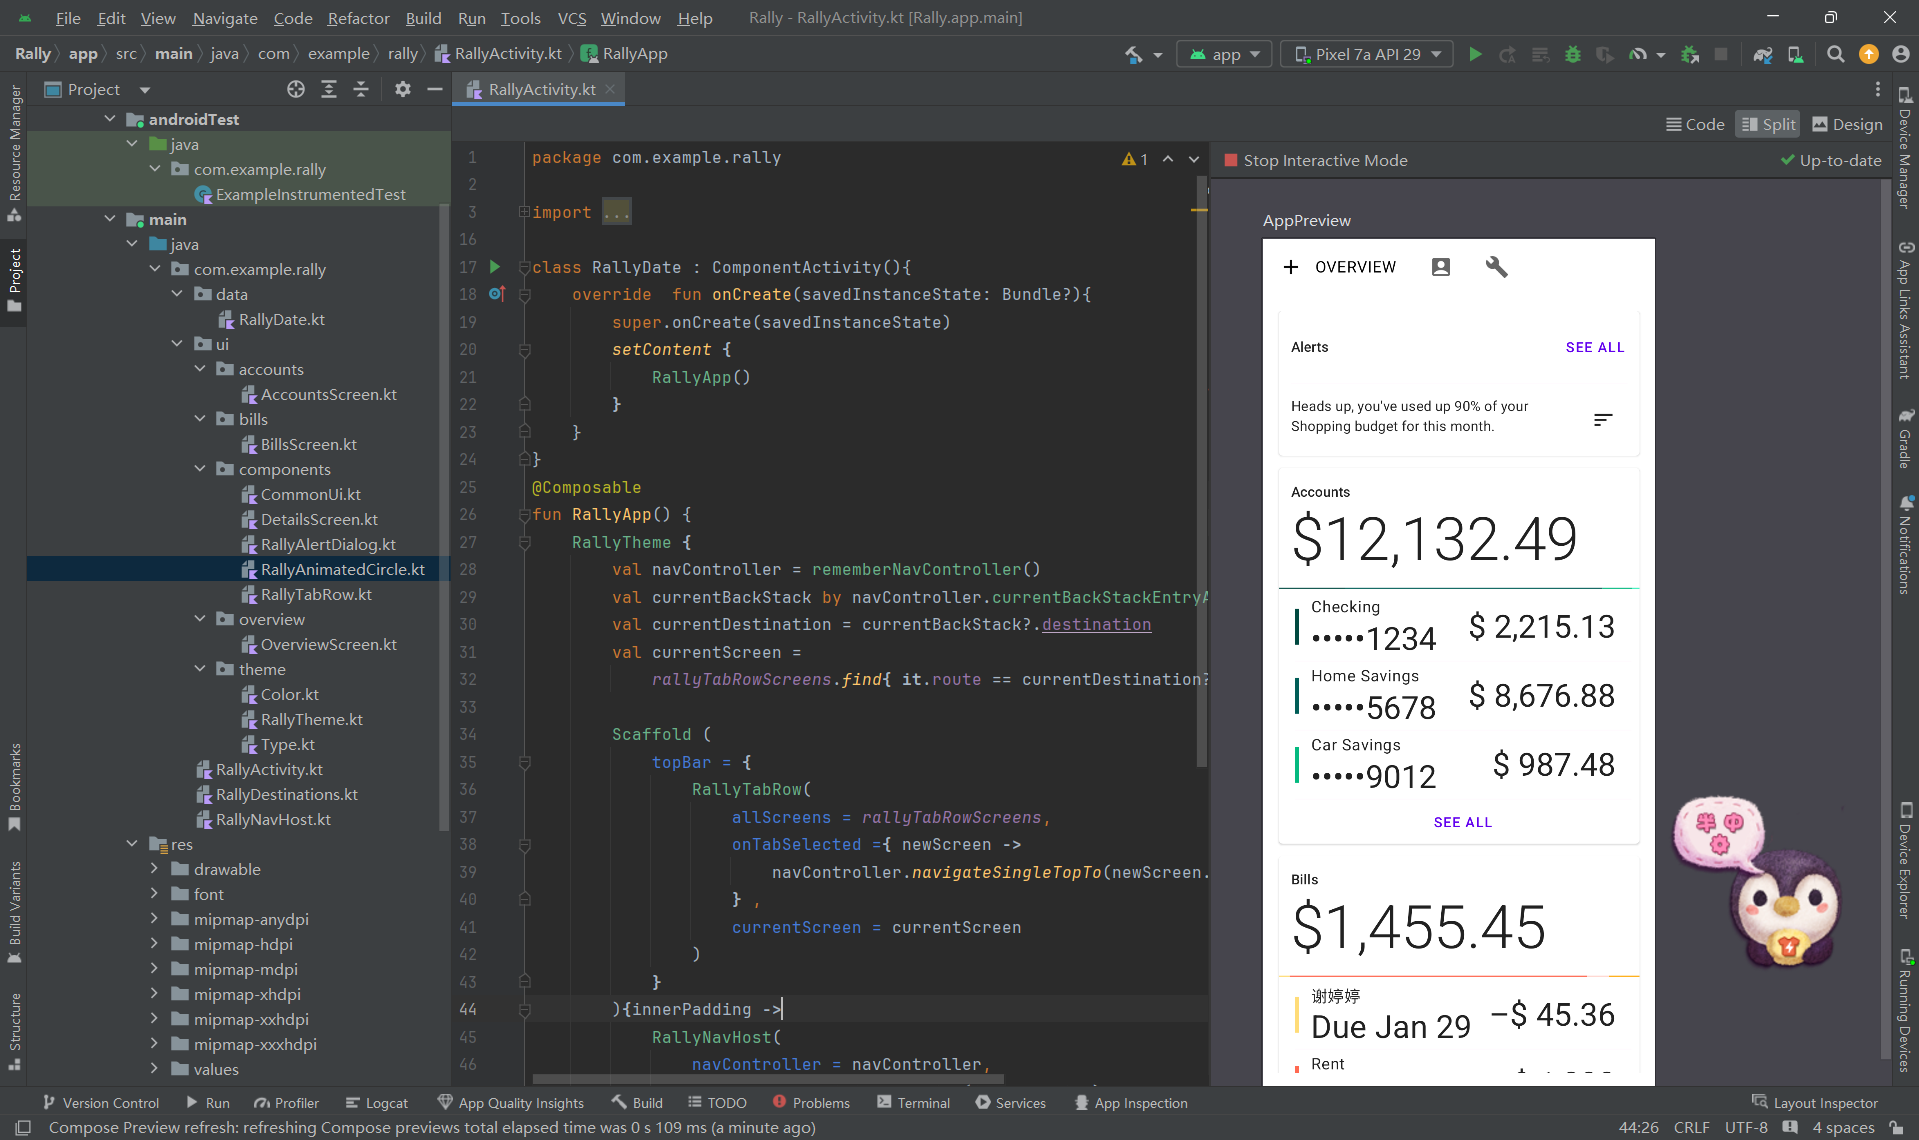 File Edit View Navigate Code Refactor Build Run Tools VCS Window Help Rally - RallyActivity.kt [Rally.app.main]
Rally app src main java com example rally RallyActivity.kt RallyApp app Pixel 7a API 29
Project
RallyActivity.kt
Code Split Design
Resource Manager
Project
Bookmarks
Build Variants
Structure
androidTest
java
com.example.rally
ExampleInstrumentedTest
main
java
com.example.rally
data
RallyDate.kt
ui
accounts
AccountsScreen.kt
bills
BillsScreen.kt
components
CommonUi.kt
DetailsScreen.kt
RallyAlertDialog.kt
RallyAnimatedCircle.kt
RallyTabRow.kt
overview
OverviewScreen.kt
theme
Color.kt
RallyTheme.kt
Type.kt
RallyActivity.kt
RallyDestinations.kt
RallyNavHost.kt
res
drawable
font
mipmap-anydpi
mipmap-hdpi
mipmap-mdpi
mipmap-xhdpi
mipmap-xxhdpi
mipmap-xxxhdpi
values
1 package com.example.rally
1
2
3 import ...
16
17 class RallyDate : ComponentActivity(){
18 override fun onCreate(savedInstanceState: Bundle?){
19 super.onCreate(savedInstanceState)
20 setContent {
21 RallyApp()
22 }
23 }
24 }
25 @Composable
26 fun RallyApp() {
27 RallyTheme {
28 val navController = rememberNavController()
29 val currentBackStack by navController.currentBackStackEntryA
30 val currentDestination = currentBackStack?.destination
31 val currentScreen =
32 rallyTabRowScreens.find{ it.route == currentDestination?
33
34 Scaffold (
35 topBar = {
36 RallyTabRow(
37 allScreens = rallyTabRowScreens,
38 onTabSelected ={ newScreen ->
39 navController.navigateSingleTopTo(newScreen.
40 } ,
41 currentScreen = currentScreen
42 )
43 }
44 ){innerPadding ->
45 RallyNavHost(
46 navController = navController,
Stop Interactive Mode
Up-to-date
AppPreview
OVERVIEW
Alerts
SEE ALL
Heads up, you've used up 90% of your
Shopping budget for this month.
Accounts
$12,132.49
Checking
•••••1234
$ 2,215.13
Home Savings
•••••5678
$ 8,676.88
Car Savings
•••••9012
$ 987.48
SEE ALL
Bills
$1,455.45
谢婷婷
Due Jan 29
–$ 45.36
Rent
半 中
Device Manager
App Links Assistant
Gradle
Notifications
Device Explorer
Running Devices
Version Control Run Profiler Logcat App Quality Insights Build TODO Problems Terminal Services App Inspection Layout Inspector
Compose Preview refresh: refreshing Compose previews total elapsed time was 0 s 109 ms (a minute ago) 44:26 CRLF UTF-8 4 spaces